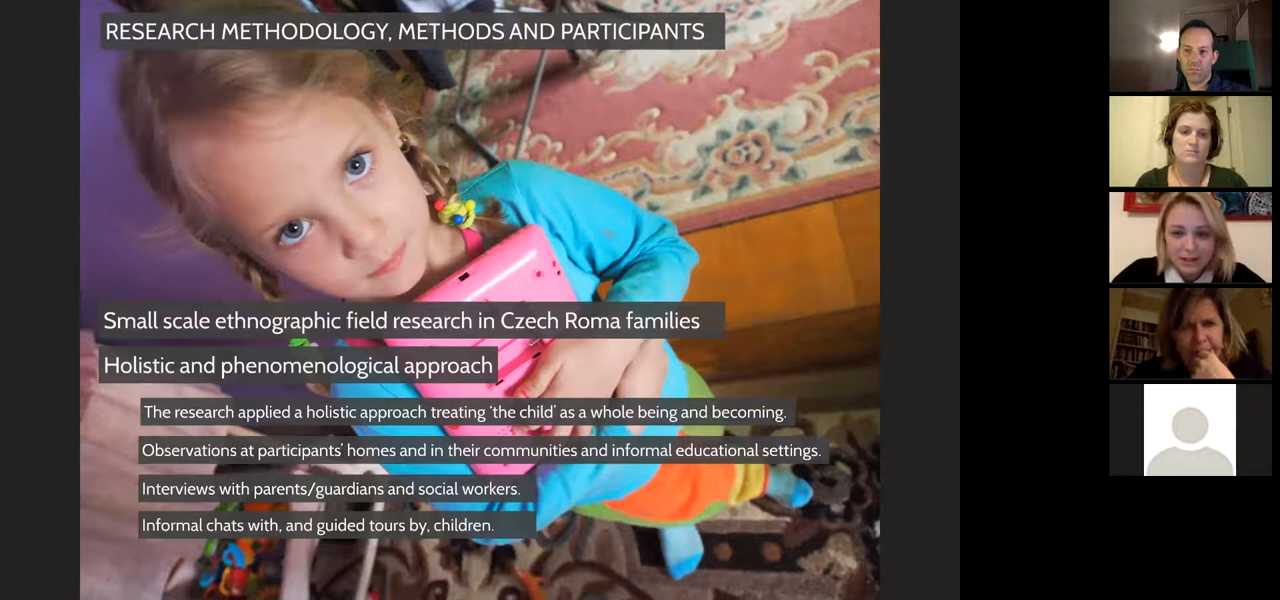 RESEARCH METHODOLOGY, METHODS AND PARTICIPANTS
Small scale ethnographic field research in Czech Roma families
Holistic and phenomenological approach
The research applied a holistic approach treating ‘the child’ as a whole being and becoming.
Observations at participants’ homes and in their communities and informal educational settings.
Interviews with parents/guardians and social workers.
Informal chats with, and guided tours by, children.